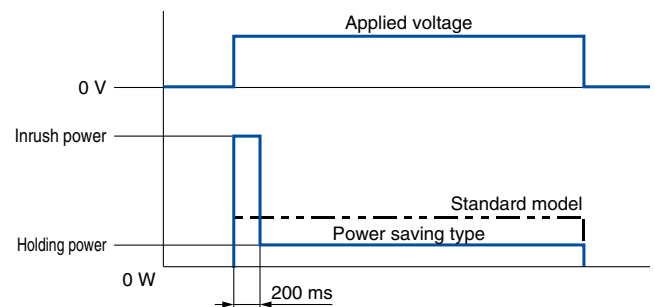 Applied voltage
0 V
Inrush power
Standard model
Power saving type
Holding power
0 W
200 ms